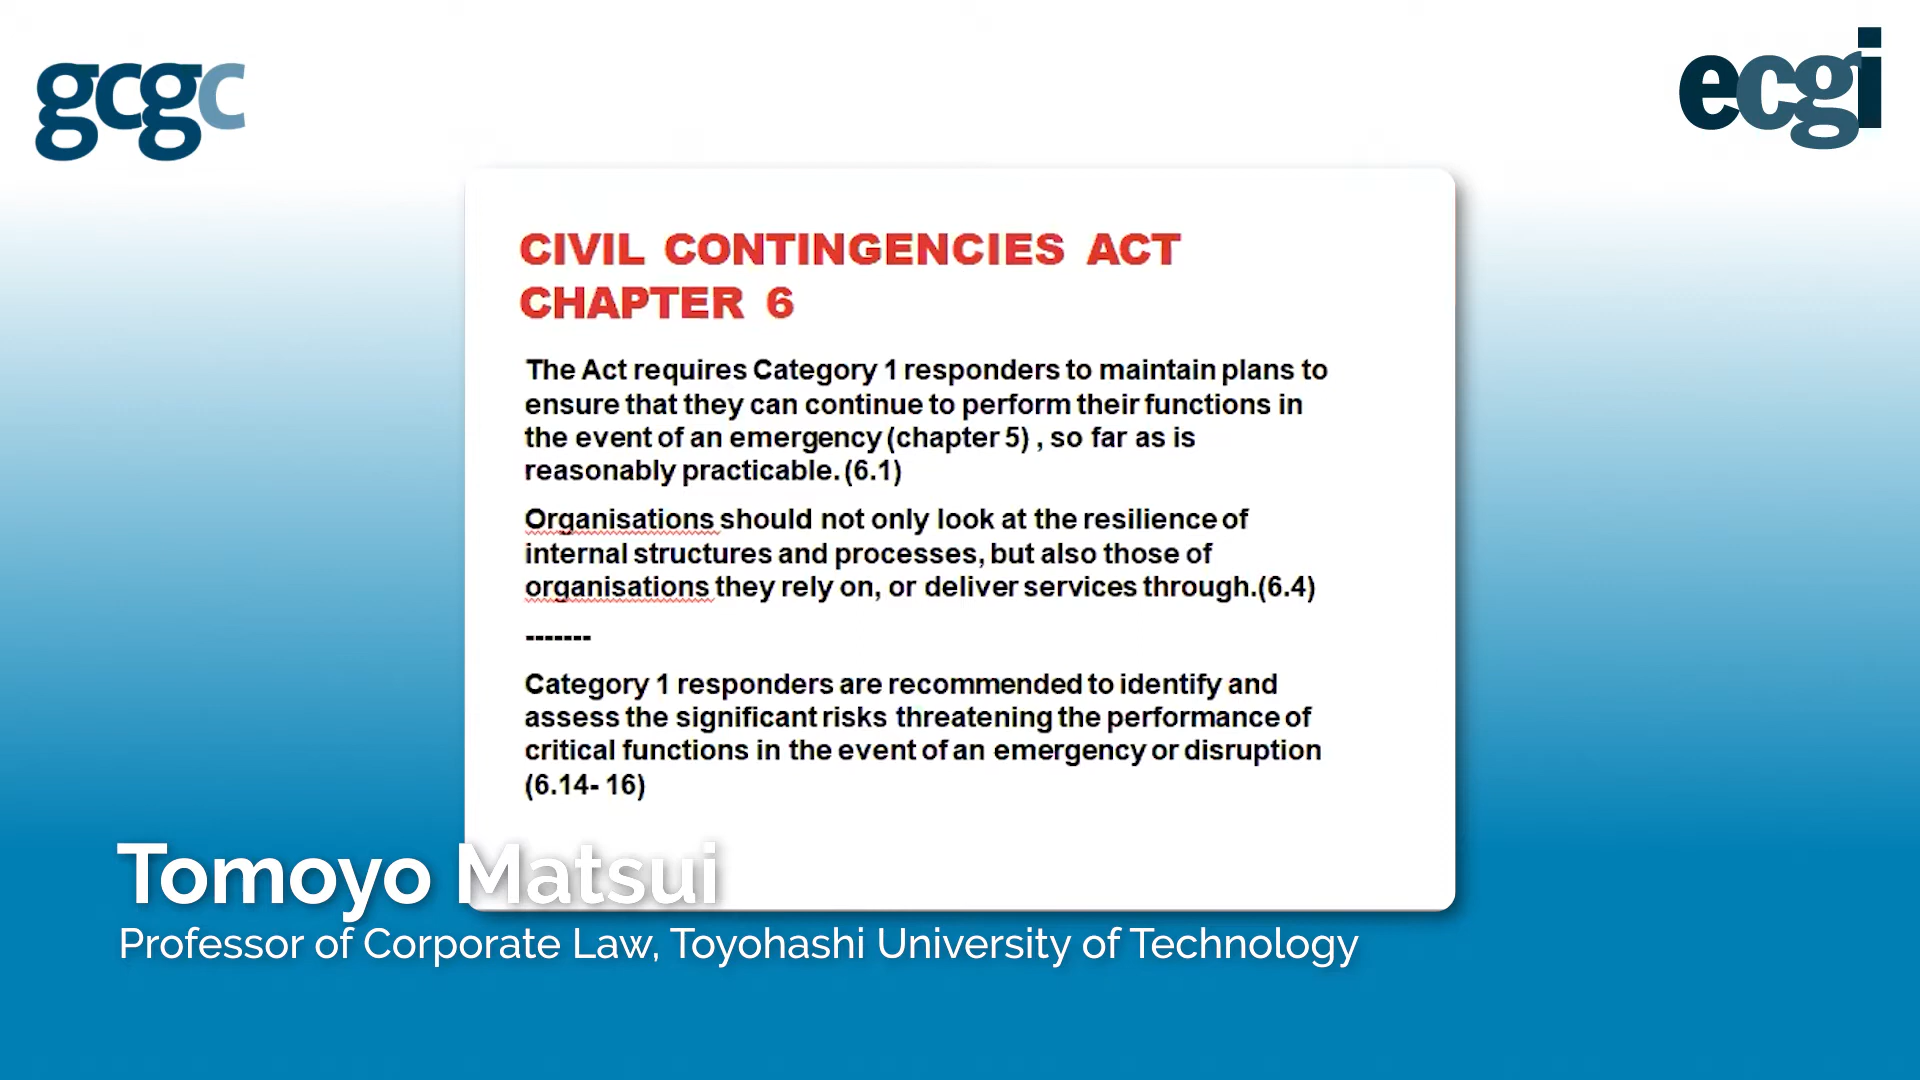 gcgc
ecgi
CIVIL CONTINGENCIES ACT
CHAPTER 6
The Act requires Category 1 responders to maintain plans to
ensure that they can continue to perform their functions in
the event of an emergency (chapter 5) , so far as is
reasonably practicable. (6.1)
Organisations should not only look at the resilience of
internal structures and processes, but also those of
organisations they rely on, or deliver services through.(6.4)
-------
Category 1 responders are recommended to identify and
assess the significant risks threatening the performance of
critical functions in the event of an emergency or disruption
(6.14- 16)
Tomoyo Matsui
Professor of Corporate Law, Toyohashi University of Technology